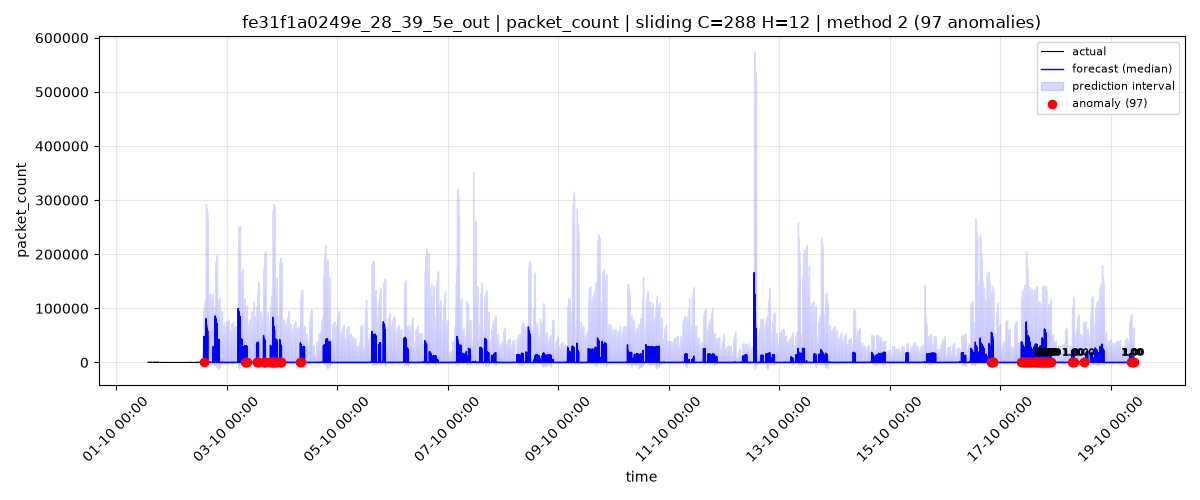 fe31f1a0249e_28_39_5e_out | packet_count | sliding C=288 H=12 | method 2 (97 anomalies)
600000
500000
400000
300000
200000
100000
0
packet_count
actual
forecast (median)
prediction interval
anomaly (97)
1.00
1.00
01-10 00:00
03-10 00:00
05-10 00:00
07-10 00:00
09-10 00:00
11-10 00:00
13-10 00:00
15-10 00:00
17-10 00:00
19-10 00:00
time